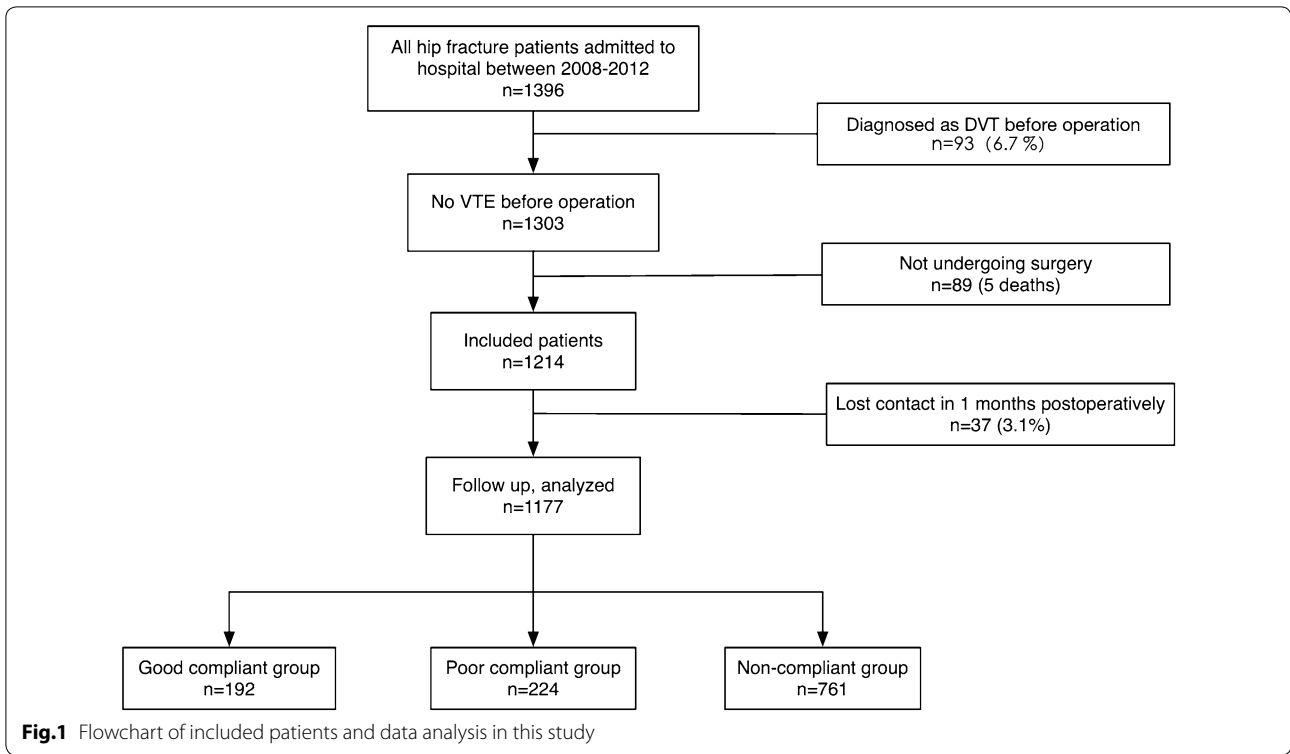 All hip fracture patients admitted to
hospital between 2008-2012
n=1396
Diagnosed as DVT before operation
n=93 (6.7 %)
No VTE before operation
n=1303
Not undergoing surgery
n=89 (5 deaths)
Included patients
n=1214
Lost contact in 1 months postoperatively
n=37 (3.1%)
Follow up, analyzed
n=1177
Good compliant group
n=192
Poor compliant group
n=224
Non-compliant group
n=761
Fig.1 Flowchart of included patients and data analysis in this study